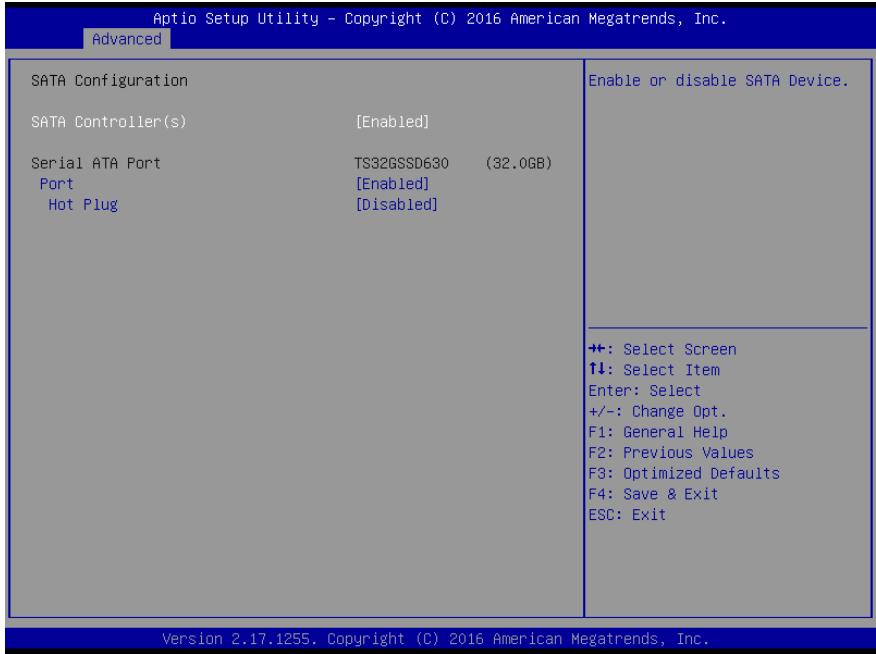 Aptio Setup Utility – Copyright (C) 2016 American Megatrends, Inc.
Advanced
SATA Configuration
SATA Controller(s) [Enabled]
Serial ATA Port TS32GSSD630 (32.0GB)
Port [Enabled]
Hot Plug [Disabled]
Enable or disable SATA Device.
→←: Select Screen
↑↓: Select Item
Enter: Select
+/-: Change Opt.
F1: General Help
F2: Previous Values
F3: Optimized Defaults
F4: Save & Exit
ESC: Exit
Version 2.17.1255. Copyright (C) 2016 American Megatrends, Inc.